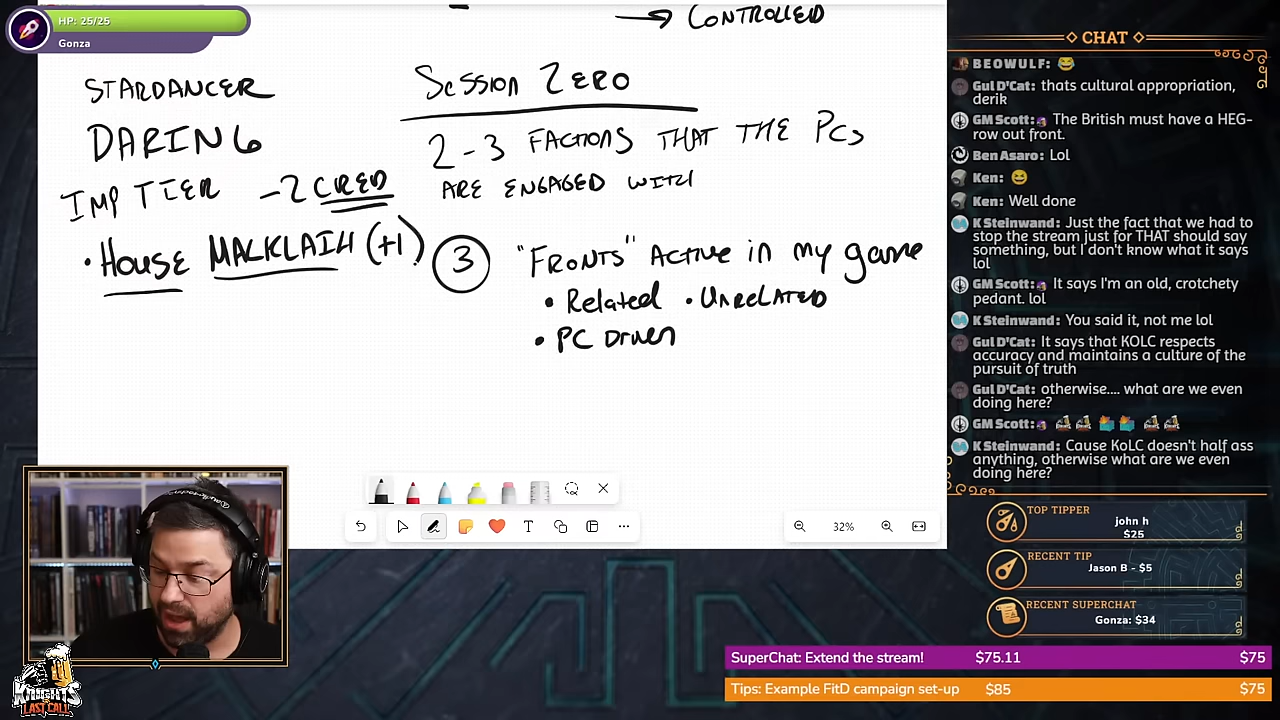 HP: 25/25
Gonza
→ CONTROLLED
STARDANCER
DARING
IMP TIER -2 CRED
• HOUSE MACKLAIH (+1)
SESSION ZERO
2-3 FACTIONS THAT THE PCs
ARE ENGAGED WITH
3 "FRONTS" ACTIVE in my game
• Related • UNRELATED
• PC Driven
32%
CHAT
BEOWULF: 😂
Gul D'Cat: thats cultural appropriation,
derik
GM Scott: The British must have a HEG-
row out front.
Ben Asaro: Lol
Ken: 😄
Ken: Well done
K Steinwand: Just the fact that we had to
stop the stream just for THAT should say
something, but I don't know what it says
lol
GM Scott: It says I'm an old, crotchety
pedant. lol
K Steinwand: You said it, not me lol
Gul D'Cat: It says that KOLC respects
accuracy and maintains a culture of the
pursuit of truth
Gul D'Cat: otherwise.... what are we even
doing here?
GM Scott:
K Steinwand: Cause KoLC doesn't half ass
anything, otherwise what are we even
doing here?
TOP TIPPER
john h
$25
RECENT TIP
Jason B - $5
RECENT SUPERCHAT
Gonza: $34
SuperChat: Extend the stream! $75.11 $75
Tips: Example FitD campaign set-up $85 $75
KNIGHTS
LAST CALL